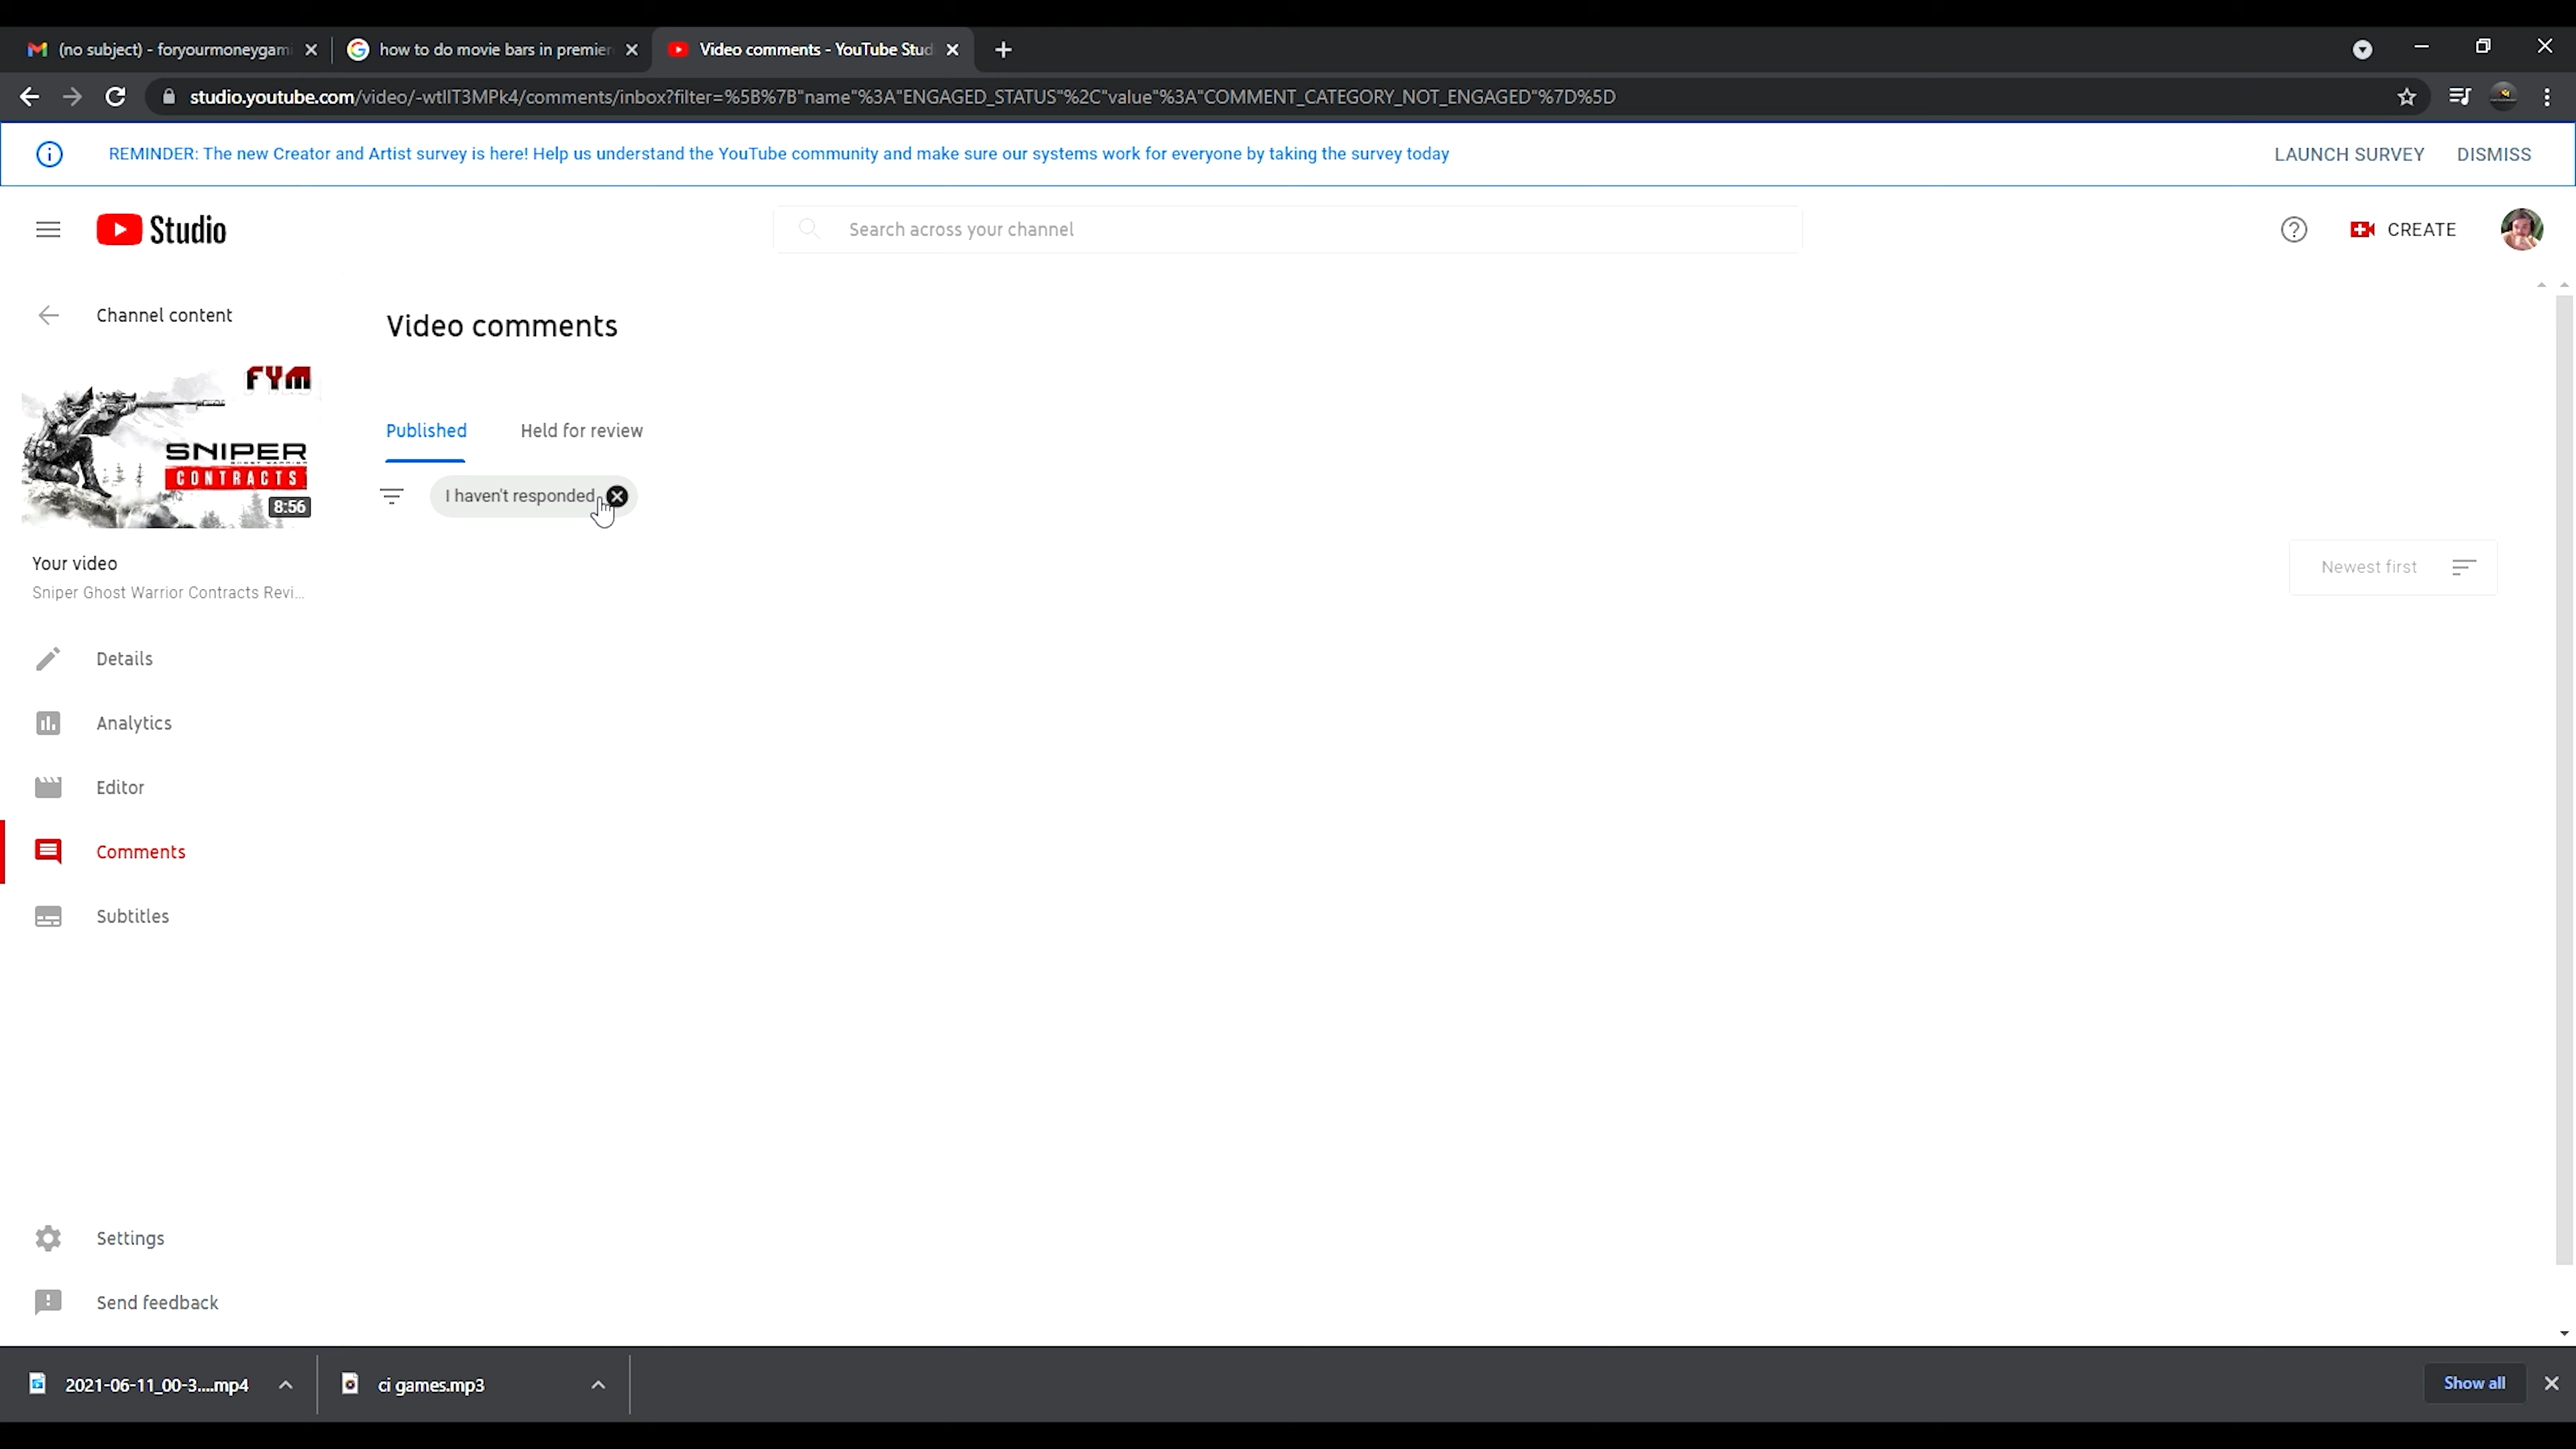 (no subject) - foryourmoneygami
how to do movie bars in premier
Video comments - YouTube Stud
studio.youtube.com/video/-wtIIT3MPk4/comments/inbox?filter=%5B%7B"name"%3A"ENGAGED_STATUS"%2C"value"%3A"COMMENT_CATEGORY_NOT_ENGAGED"%7D%5D
REMINDER: The new Creator and Artist survey is here! Help us understand the YouTube community and make sure our systems work for everyone by taking the survey today
LAUNCH SURVEY
DISMISS
Studio
Search across your channel
CREATE
Channel content
FYM
SNIPER
GHOST WARRIOR
CONTRACTS
8:56
Your video
Sniper Ghost Warrior Contracts Revi...
Details
Analytics
Editor
Comments
Subtitles
Settings
Send feedback
Video comments
Published
Held for review
I haven't responded
Newest first
2021-06-11_00-3....mp4
ci games.mp3
Show all